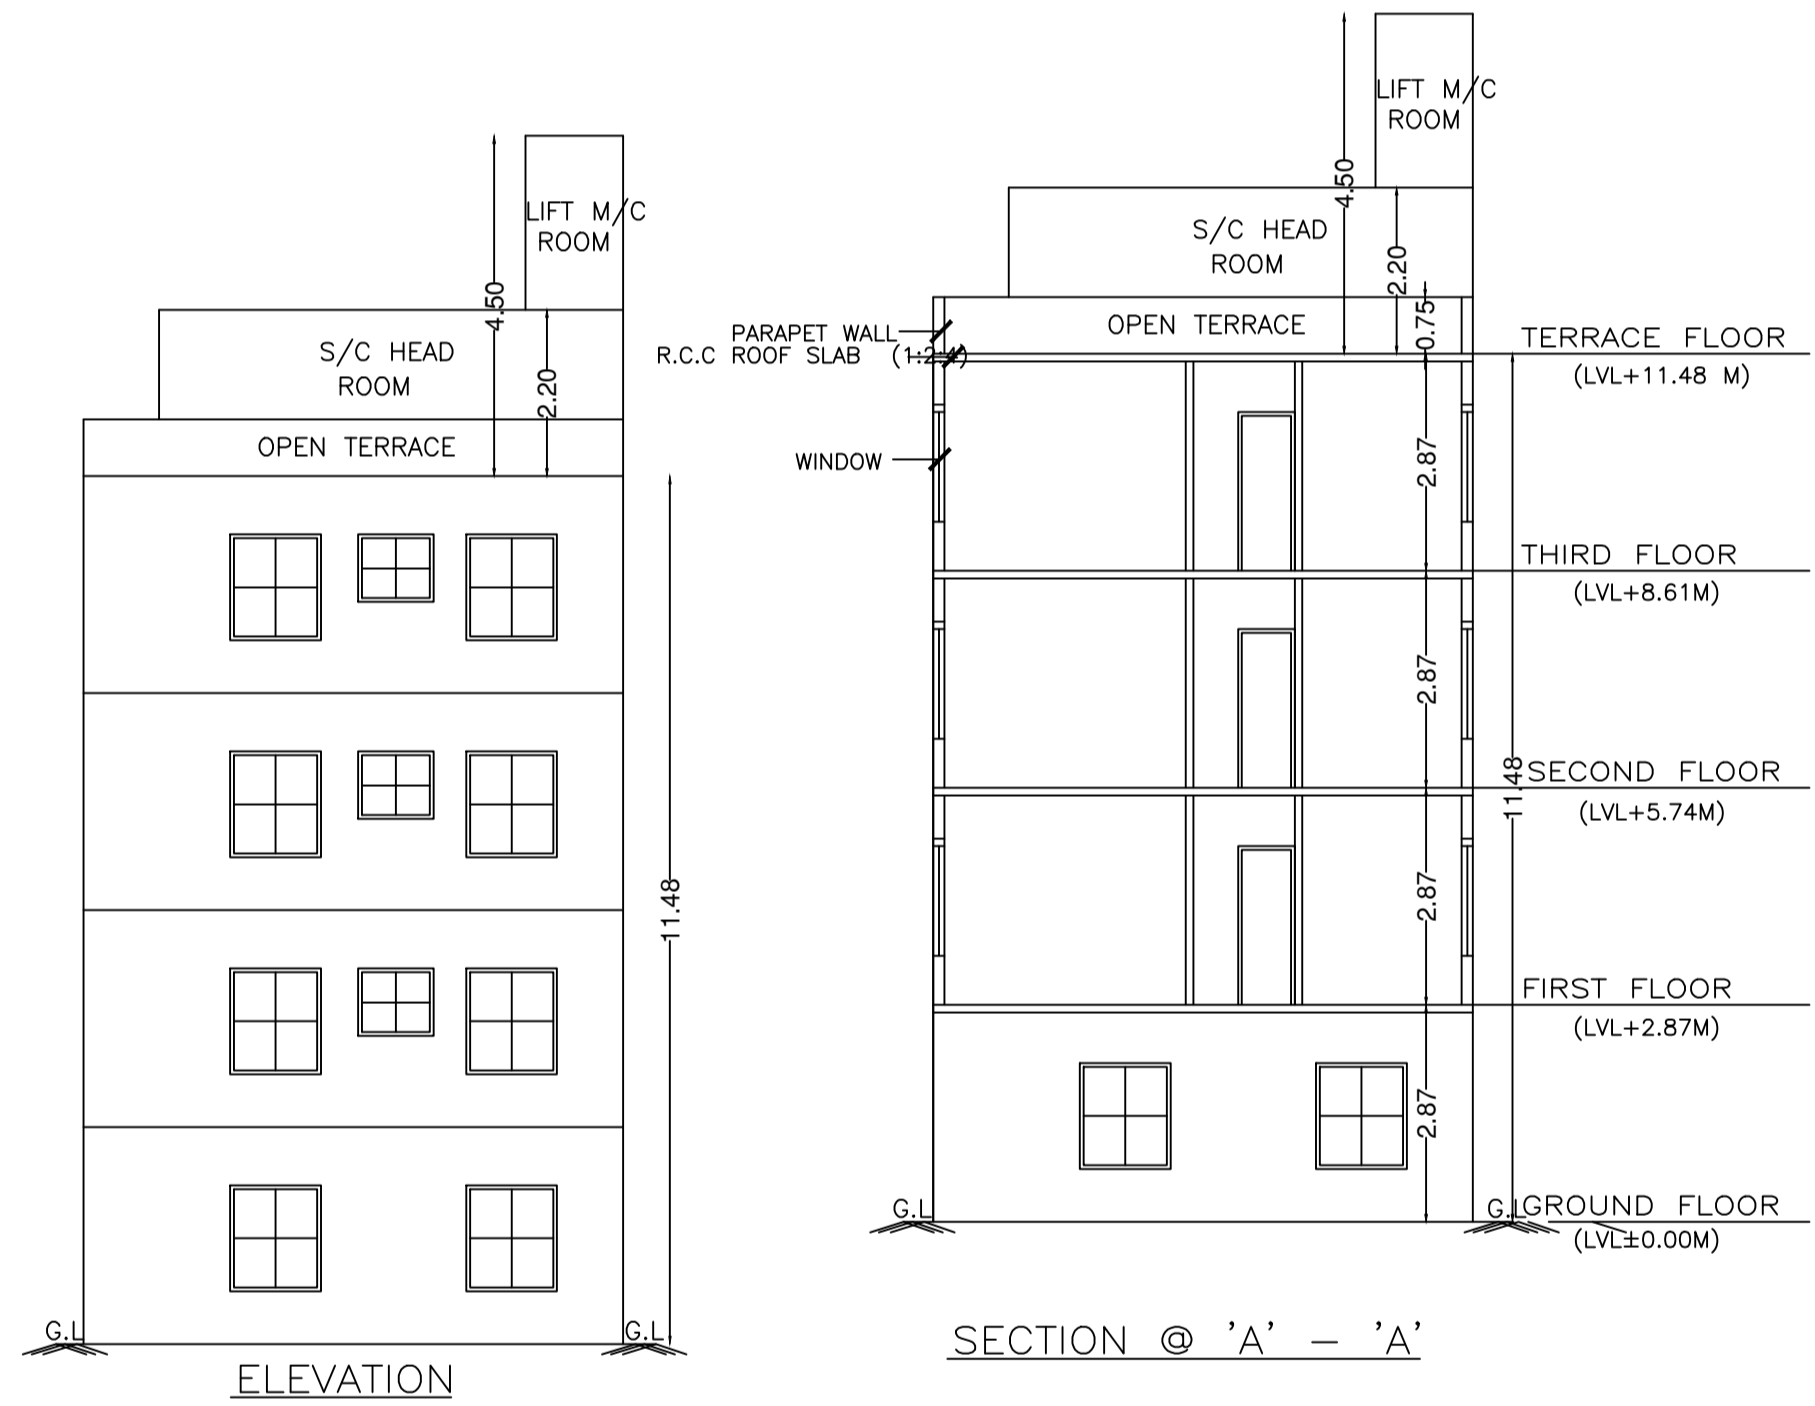 LIFT M/C
ROOM
4.50
S/C HEAD
ROOM
2.20
OPEN TERRACE
11.48
G.L
G.L
ELEVATION
LIFT M/C
ROOM
4.50
S/C HEAD
ROOM
2.20
PARAPET WALL
OPEN TERRACE
0.75
R.C.C ROOF SLAB (1:2:4)
TERRACE FLOOR
(LVL+11.48 M)
WINDOW
2.87
THIRD FLOOR
(LVL+8.61M)
2.87
11.48
SECOND FLOOR
(LVL+5.74M)
2.87
FIRST FLOOR
(LVL+2.87M)
2.87
G.L
G.L
GROUND FLOOR
(LVL±0.00M)
SECTION @ 'A' - 'A'